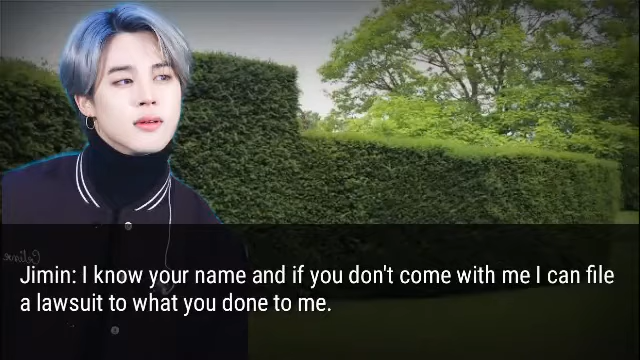 Jimin: I know your name and if you don't come with me I can file
a lawsuit to what you done to me.